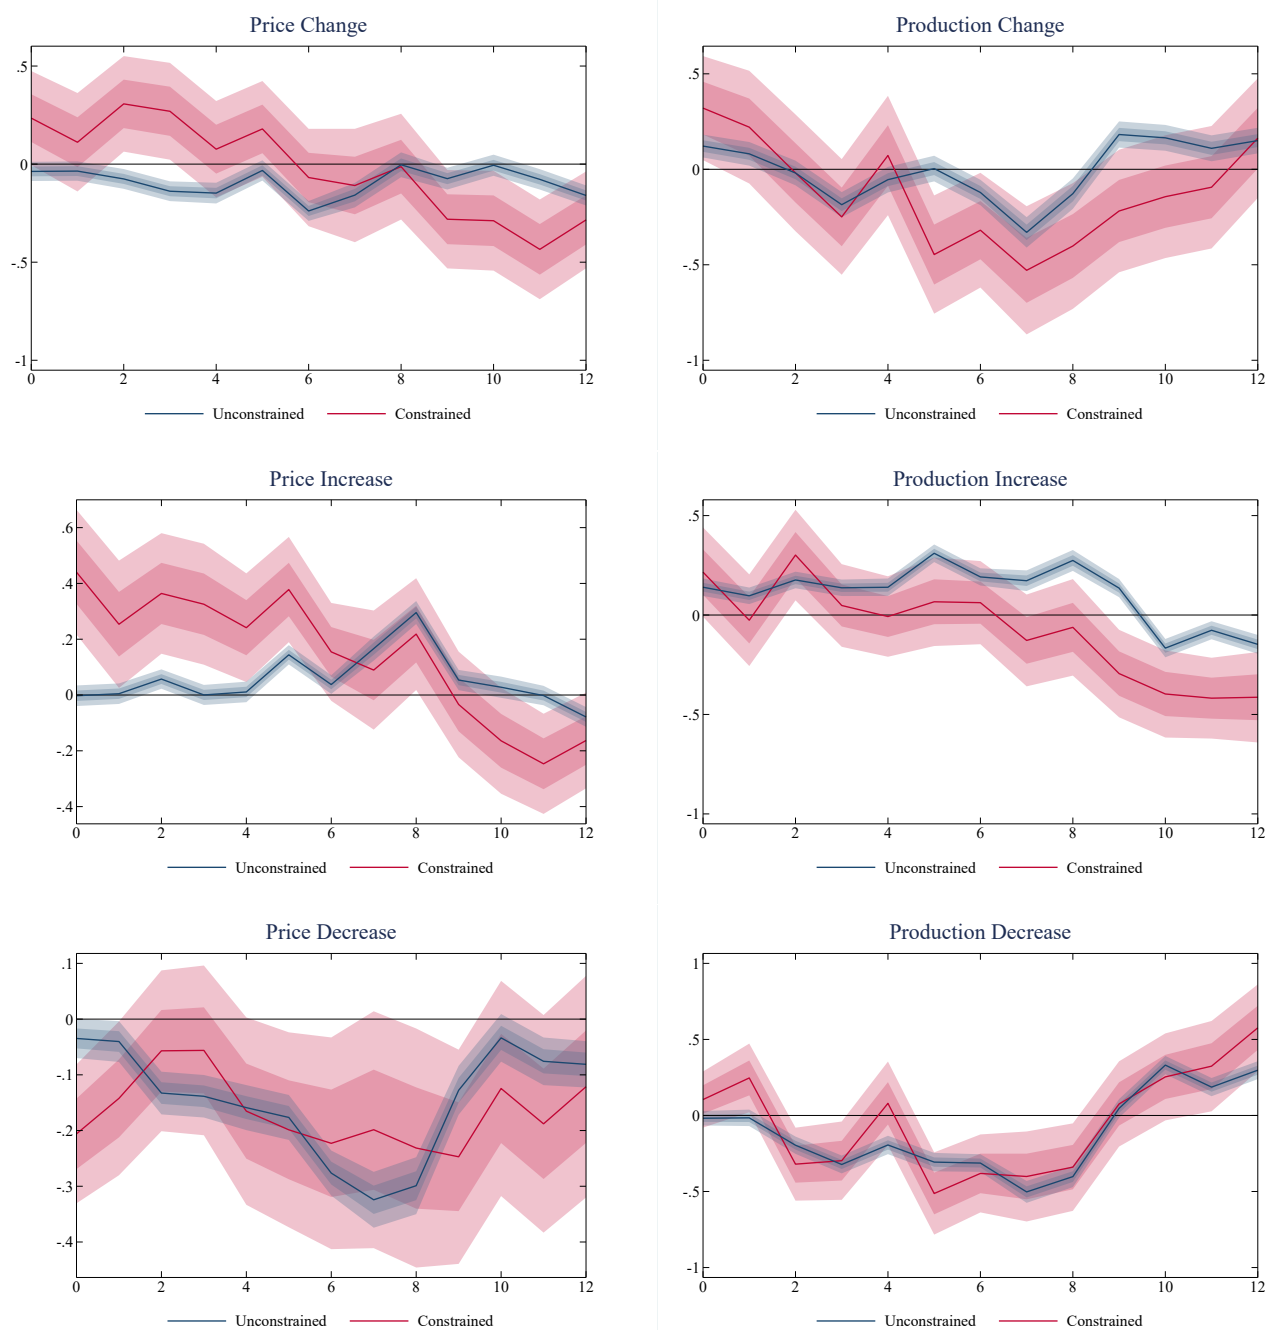 Price Change
.5
0
-.5
-1
0 2 4 6 8 10 12
Unconstrained Constrained
Production Change
.5
0
-.5
-1
0 2 4 6 8 10 12
Unconstrained Constrained
Price Increase
.6
.4
.2
0
-.2
-.4
0 2 4 6 8 10 12
Unconstrained Constrained
Production Increase
.5
0
-.5
-1
0 2 4 6 8 10 12
Unconstrained Constrained
Price Decrease
.1
0
-.1
-.2
-.3
-.4
0 2 4 6 8 10 12
Unconstrained Constrained
Production Decrease
1
.5
0
-.5
-1
0 2 4 6 8 10 12
Unconstrained Constrained